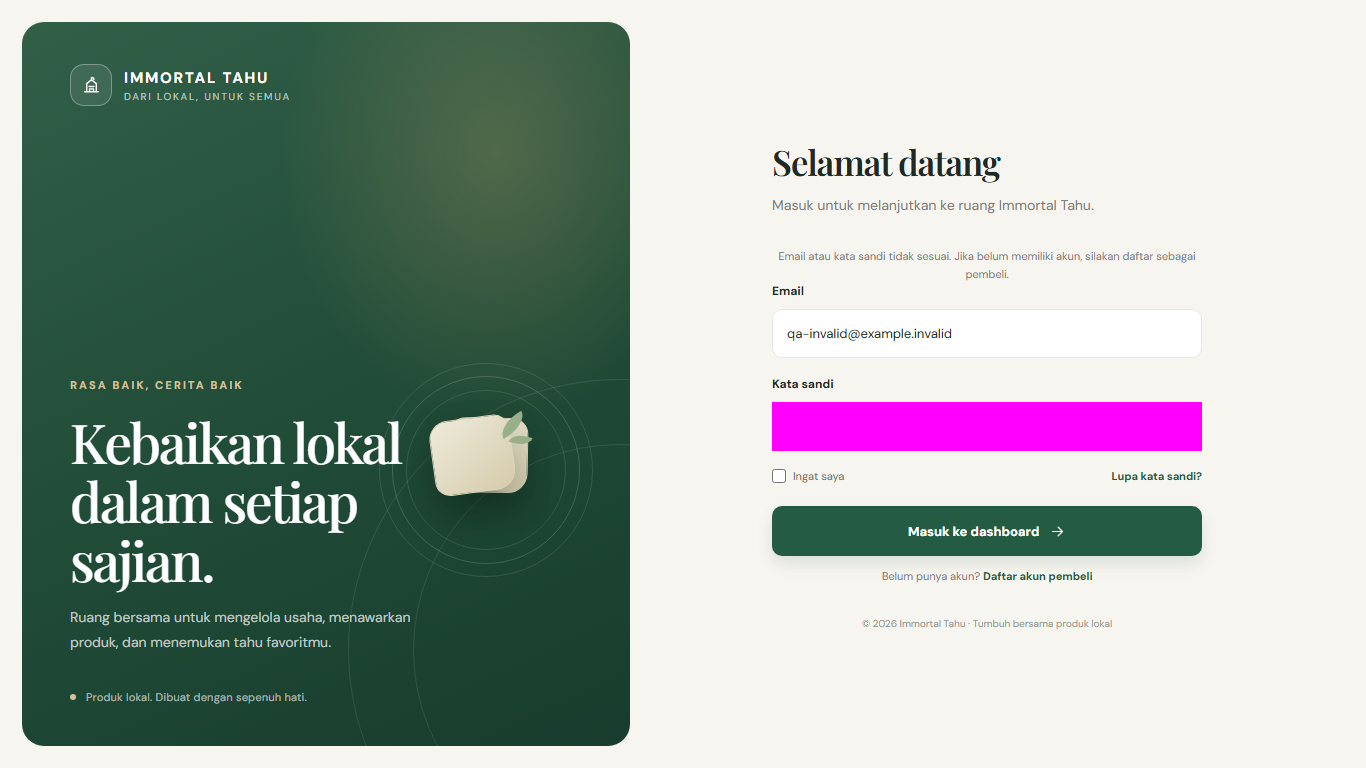 IMMORTAL TAHU
DARI LOKAL, UNTUK SEMUA
RASA BAIK, CERITA BAIK
Kebaikan lokal
dalam setiap
sajian.
Ruang bersama untuk mengelola usaha, menawarkan
produk, dan menemukan tahu favoritmu.
Produk lokal. Dibuat dengan sepenuh hati.
Selamat datang
Masuk untuk melanjutkan ke ruang Immortal Tahu.
Email atau kata sandi tidak sesuai. Jika belum memiliki akun, silakan daftar sebagai
pembeli.
Email
qa-invalid@example.invalid
Kata sandi
Ingat saya
Lupa kata sandi?
Masuk ke dashboard →
Belum punya akun? Daftar akun pembeli
© 2026 Immortal Tahu · Tumbuh bersama produk lokal